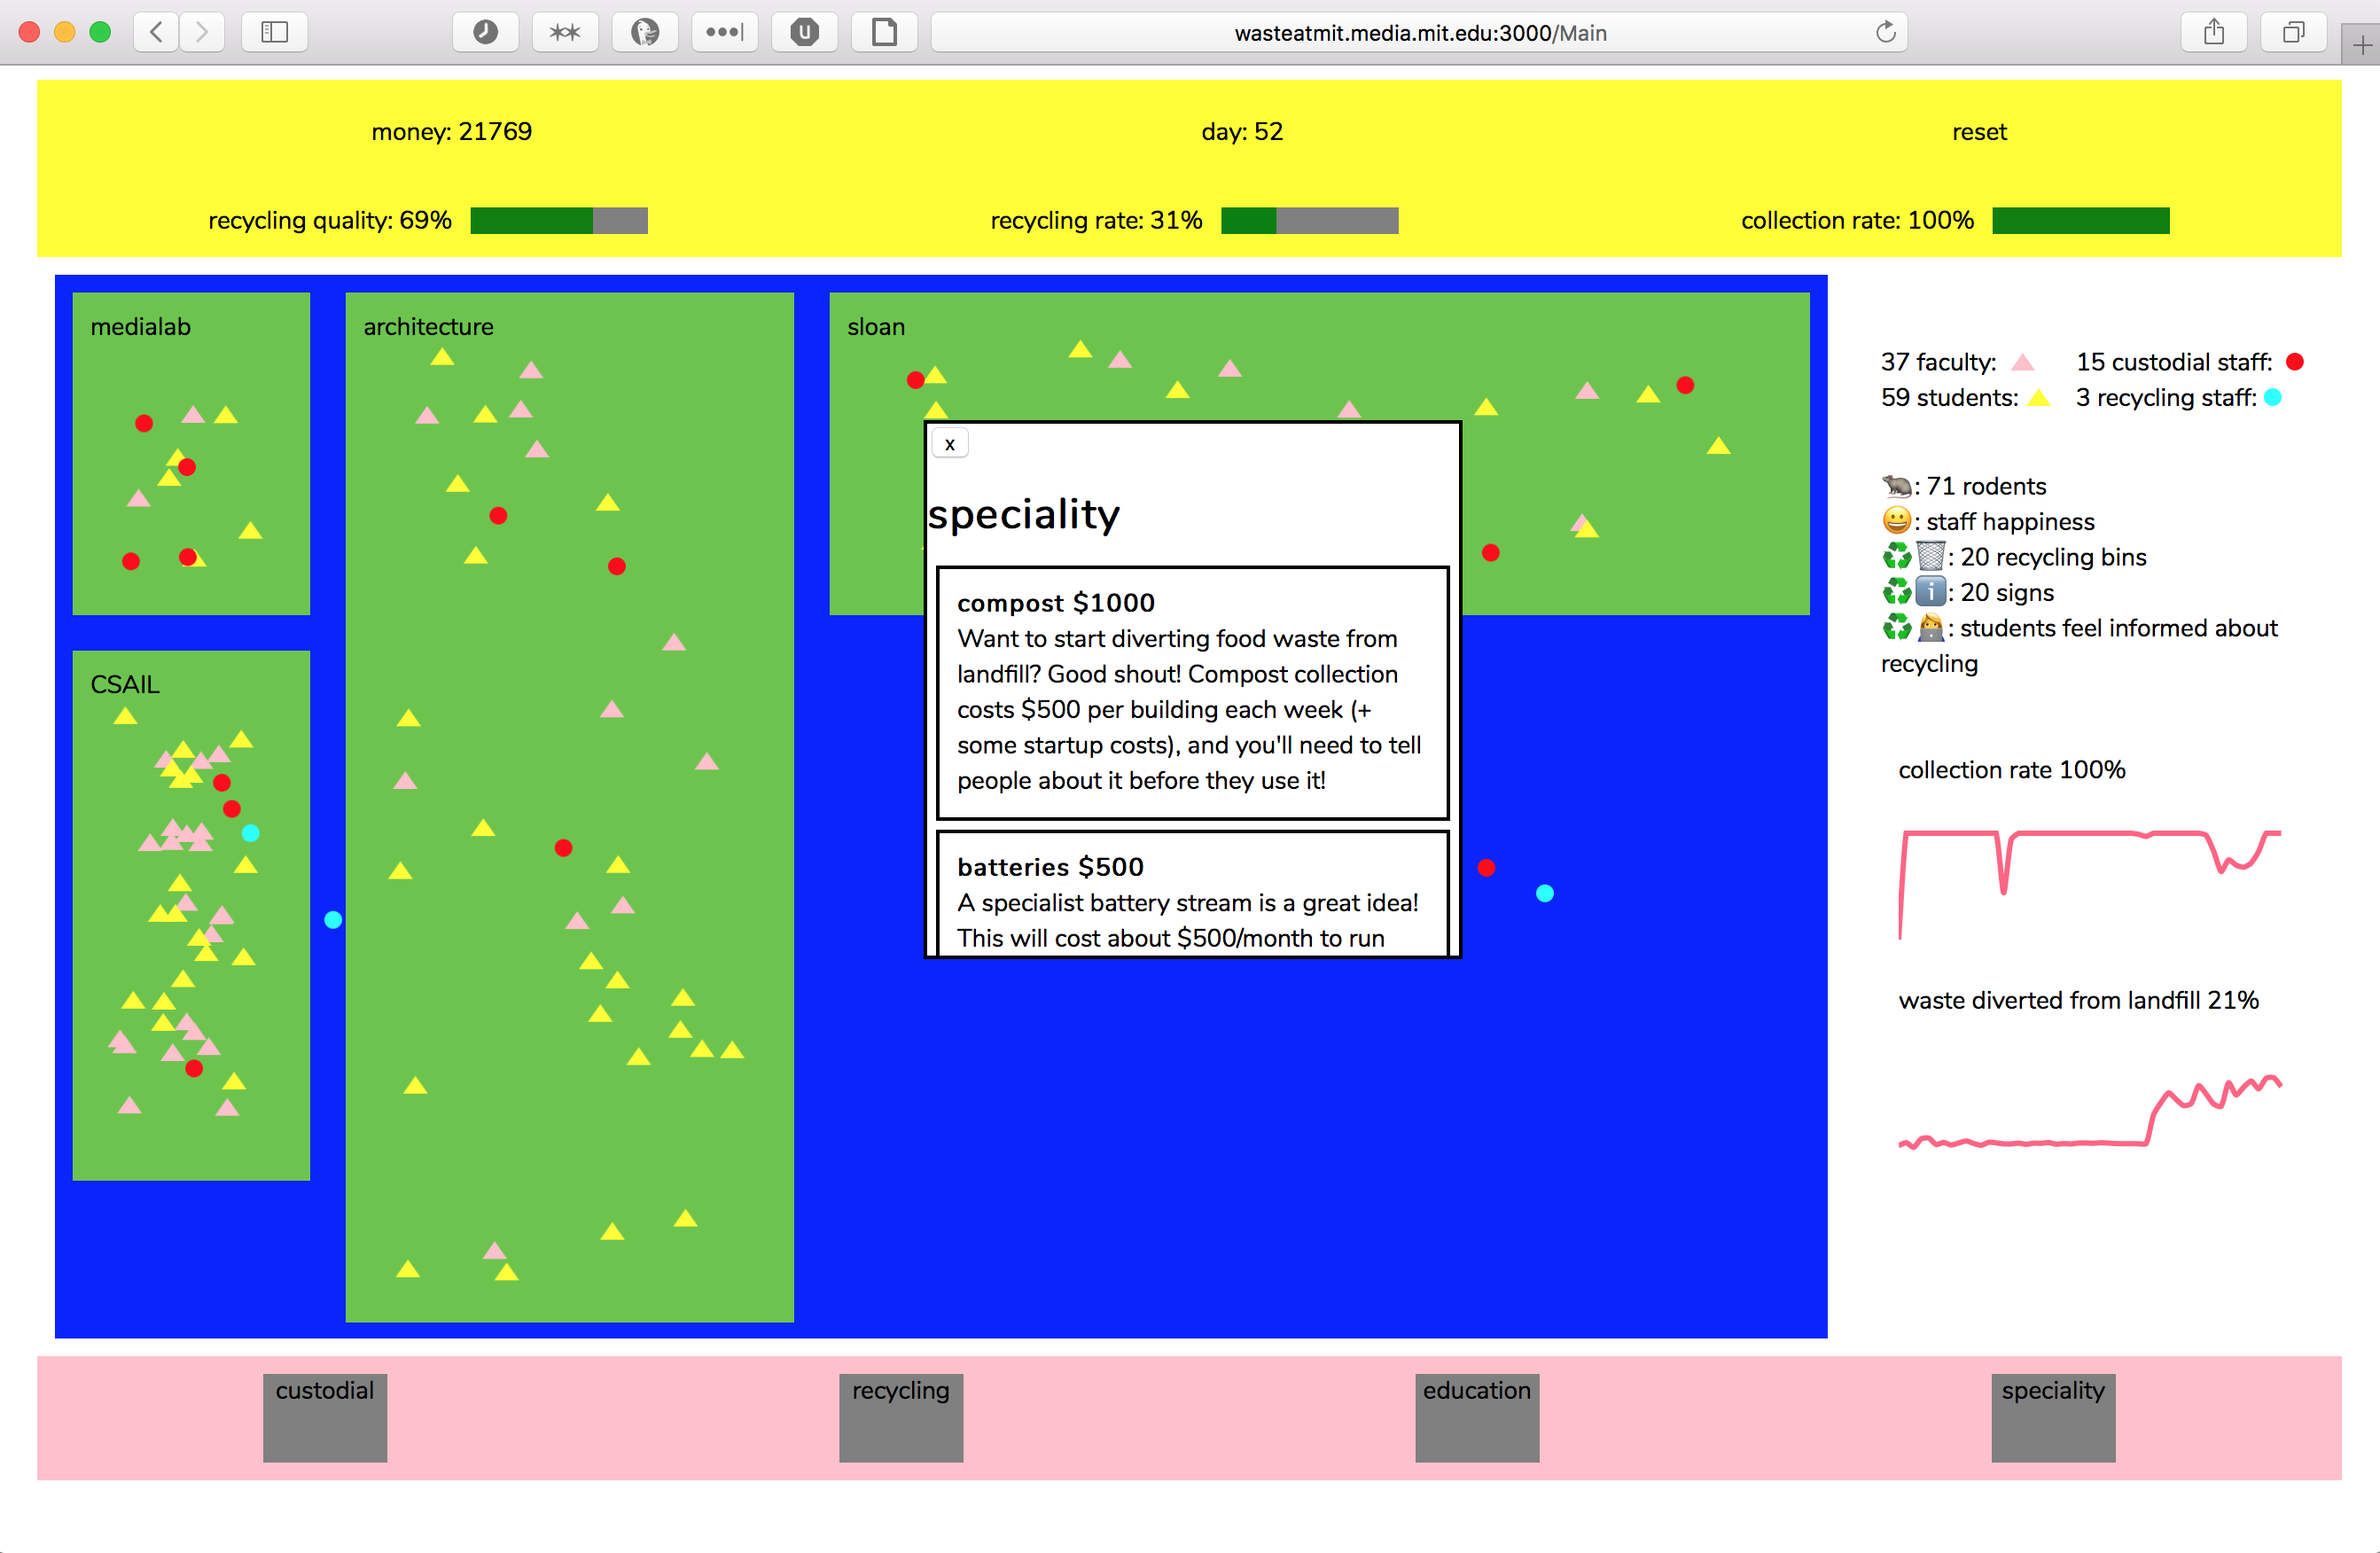 wasteatmit.media.mit.edu:3000/Main
money: 21769
day: 52
reset
recycling quality: 69%
recycling rate: 31%
collection rate: 100%
medialab
architecture
sloan
CSAIL
x
speciality
compost $1000
Want to start diverting food waste from
landfill? Good shout! Compost collection
costs $500 per building each week (+
some startup costs), and you'll need to tell
people about it before they use it!
batteries $500
A specialist battery stream is a great idea!
This will cost about $500/month to run
37 faculty:
15 custodial staff:
59 students:
3 recycling staff:
: 71 rodents
: staff happiness
: 20 recycling bins
: 20 signs
: students feel informed about
recycling
collection rate 100%
waste diverted from landfill 21%
custodial
recycling
education
speciality